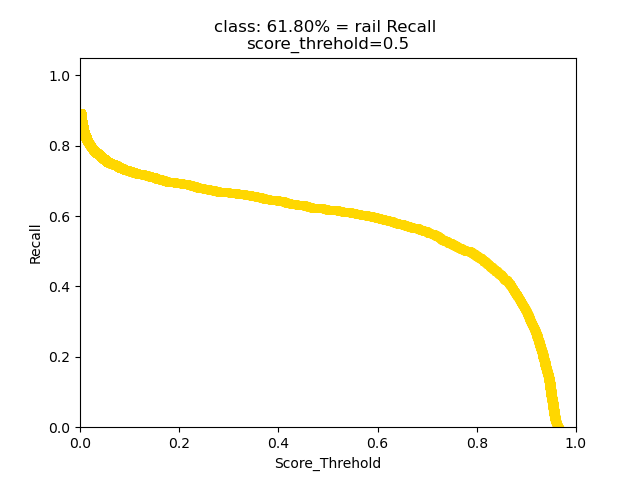 class: 61.80% = rail Recall
score_threhold=0.5
1.0
0.8
0.6
0.4
0.2
0.0
Recall
0.0 0.2 0.4 0.6 0.8 1.0
Score_Threhold